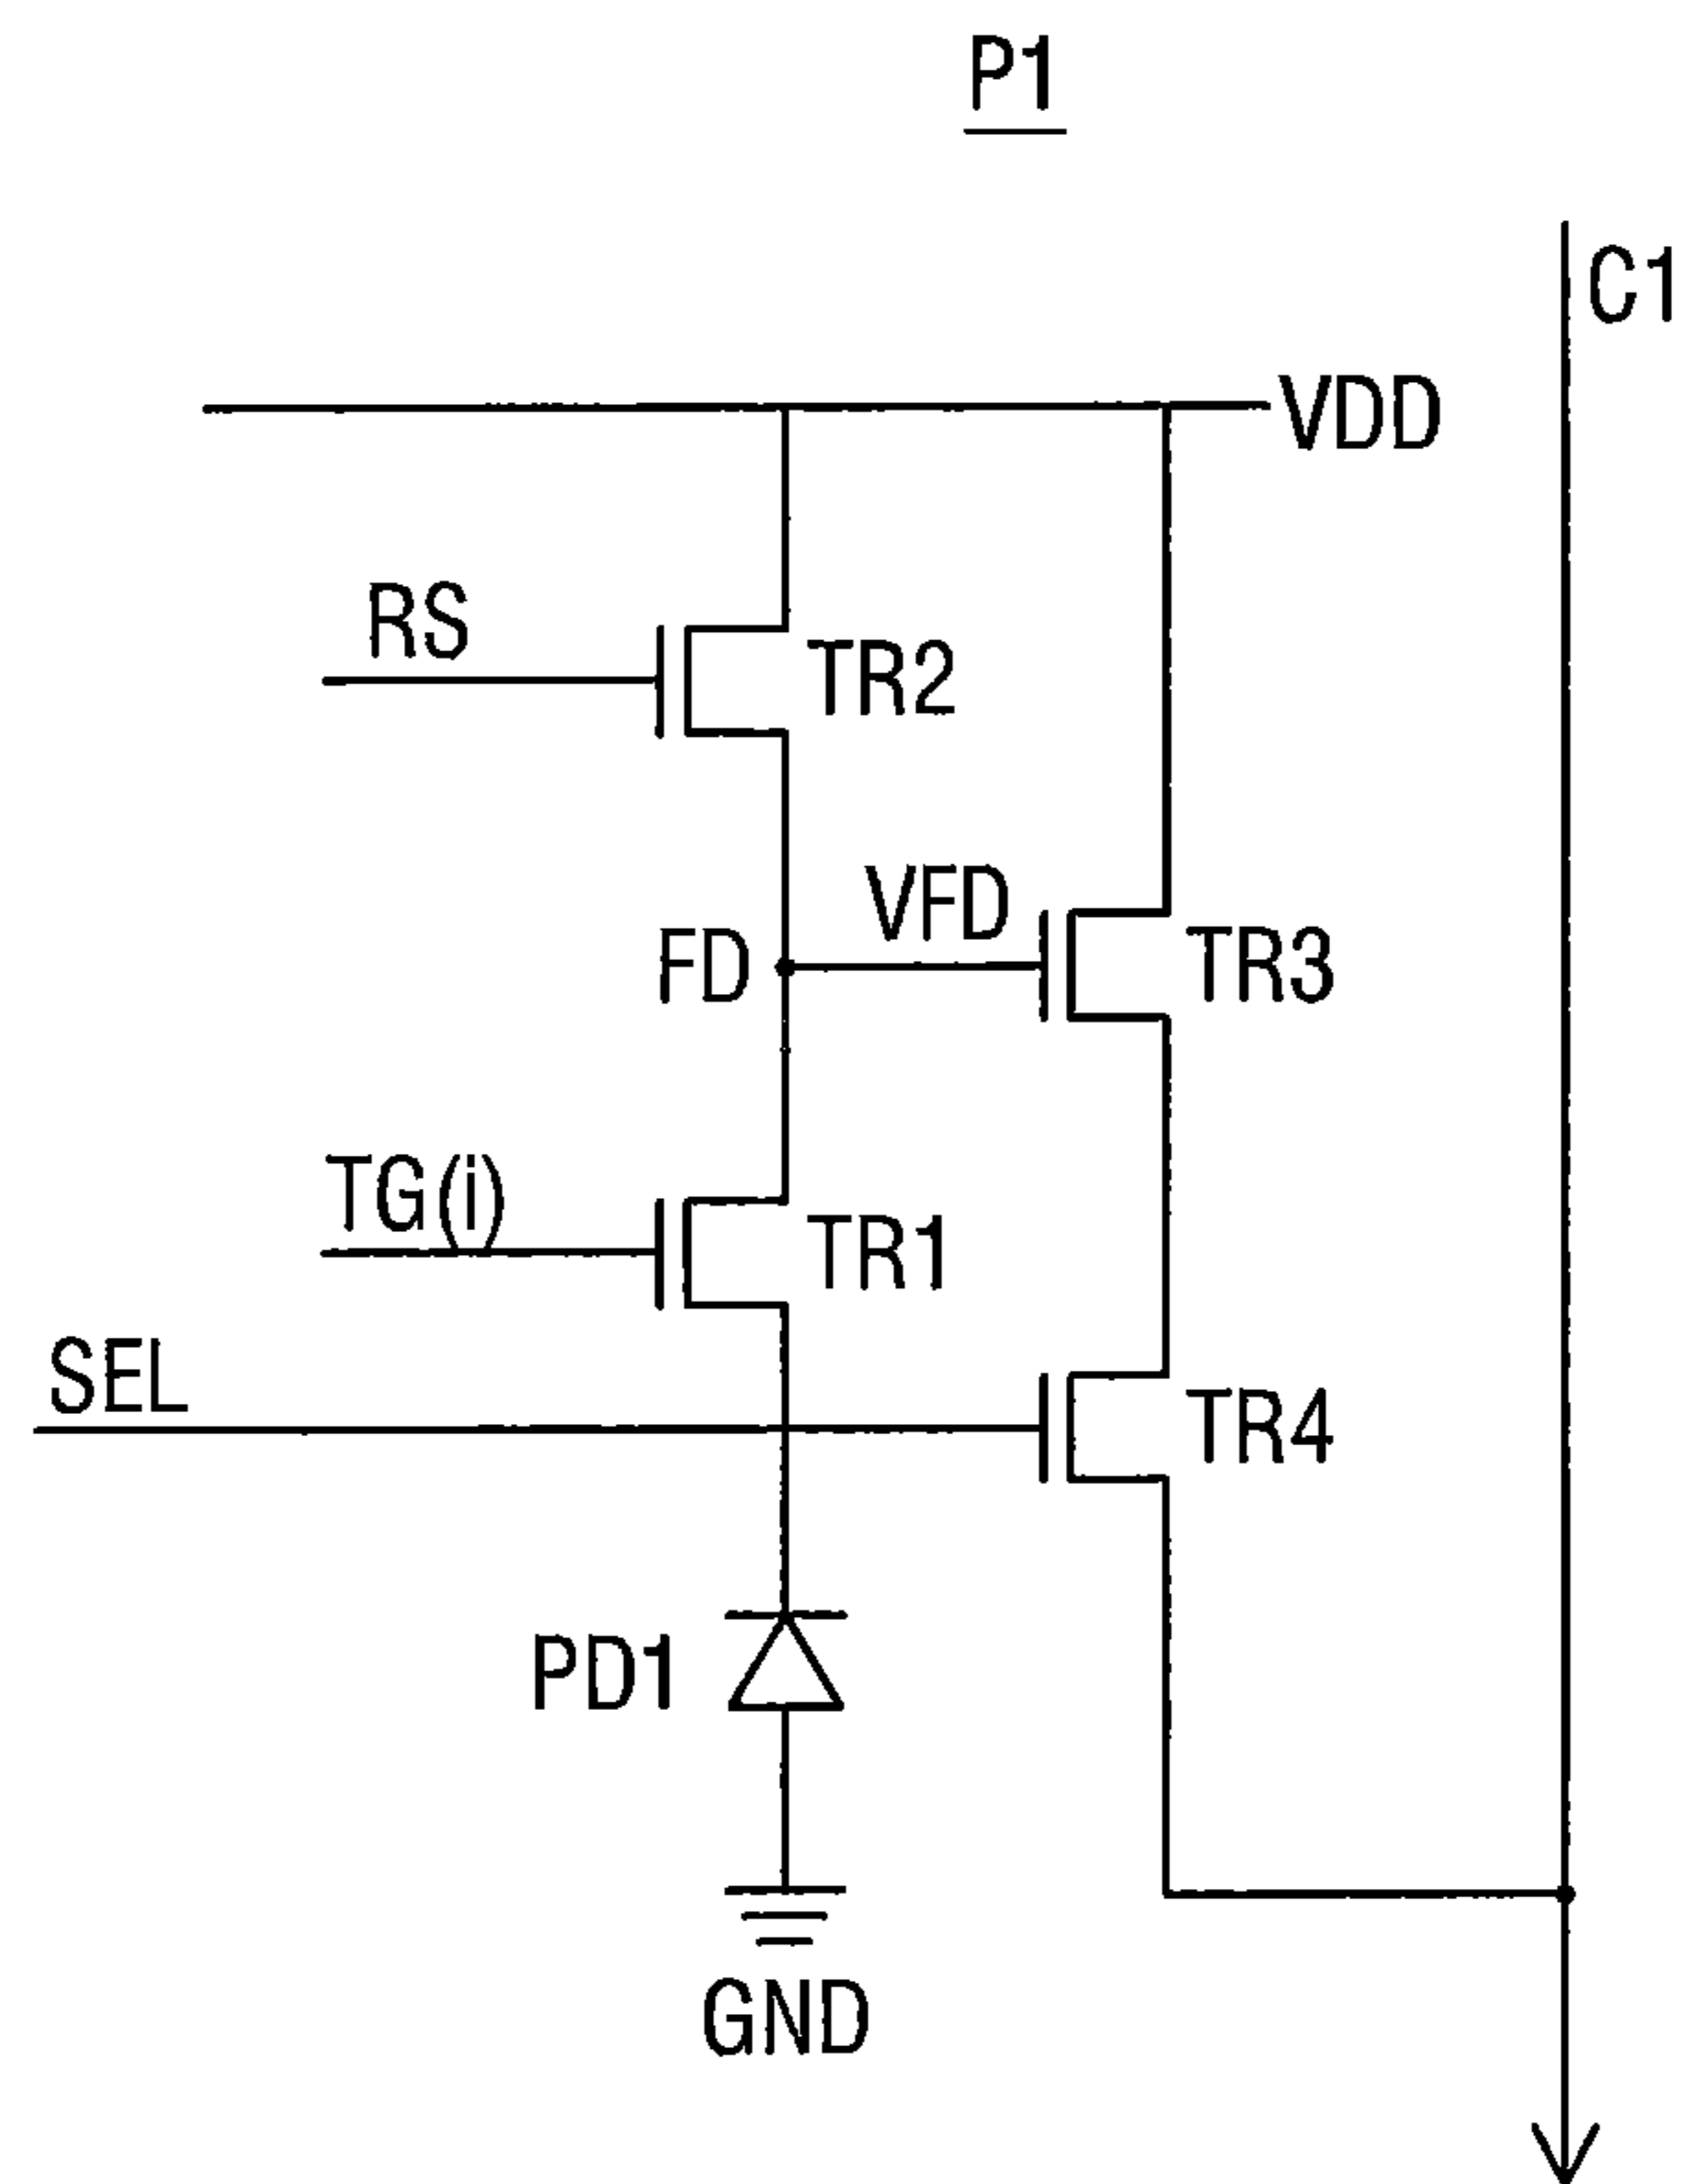 P1
C1
VDD
RS
TR2
VFD
FD
TR3
TG(i)
TR1
SEL
TR4
PD1
GND